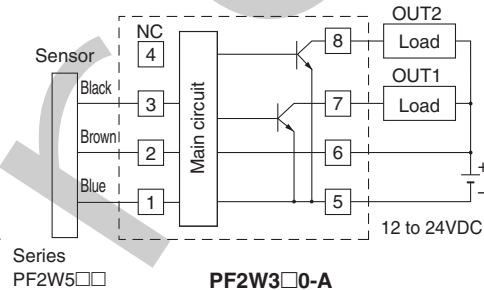 OUT2
NC
8
Load
Sensor
4
OUT1
Black
3
Main circuit
7
Load
Brown
2
6
+
Blue
1
5
−
12 to 24VDC
Series
PF2W5□□
PF2W3□0-A